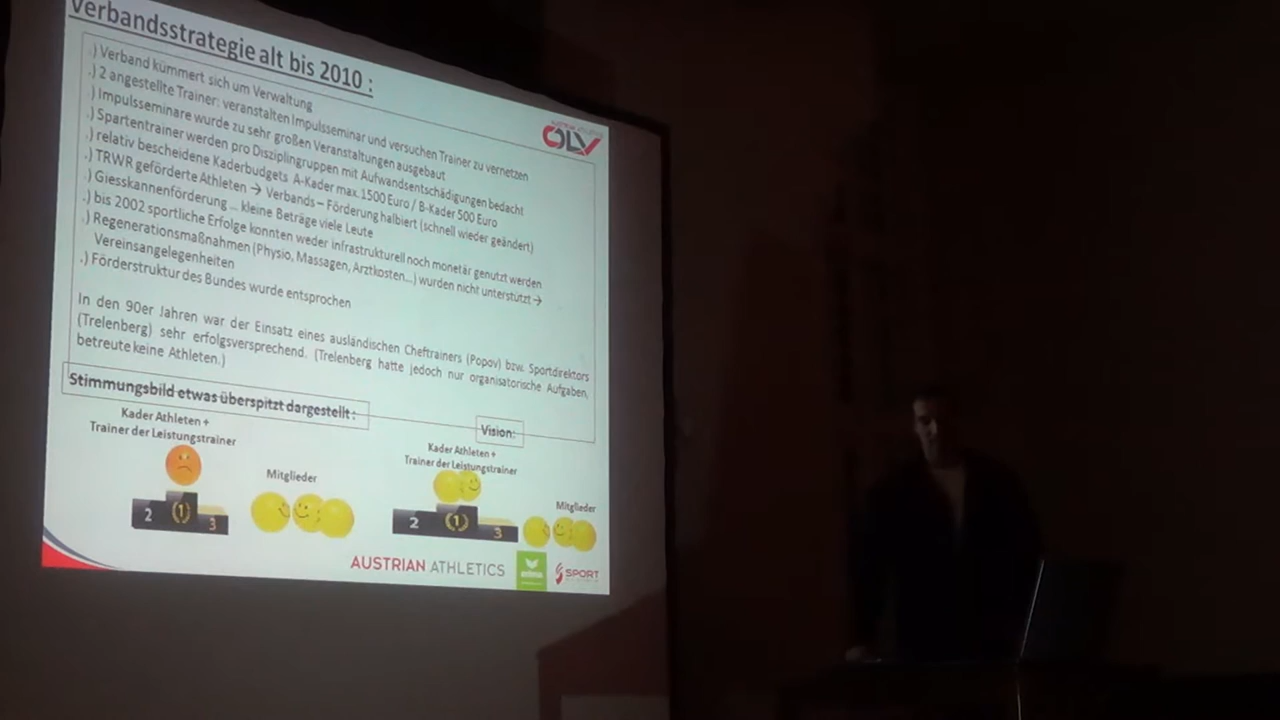 Verbandsstrategie alt bis 2010 :
.) Verband kümmert sich um Verwaltung
.) 2 angestellte Trainer: veranstalten Impulsseminar und versuchen Trainer zu vernetzen
.) Impulsseminare wurde zu sehr großen Veranstaltungen ausgebaut
.) Spartentrainer werden pro Disziplingruppen mit Aufwandsentschädigungen bedacht
.) relativ bescheidene Kaderbudgets A-Kader max. 1500 Euro / B-Kader 500 Euro
.) TRWR geförderte Athleten → Verbands – Förderung halbiert (schnell wieder geändert)
.) Giesskannenförderung ... kleine Beträge viele Leute
.) bis 2002 sportliche Erfolge konnten weder infrastrukturell noch monetär genutzt werden
.) Regenerationsmaßnahmen (Physio, Massagen, Arztkosten...) wurden nicht unterstützt →
Vereinsangelegenheiten
.) Förderstruktur des Bundes wurde entsprochen
In den 90er Jahren war der Einsatz eines ausländischen Cheftrainers (Popov) bzw. Sportdirektors
(Trelenberg) sehr erfolgsversprechend. (Trelenberg hatte jedoch nur organisatorische Aufgaben,
betreute keine Athleten.)
Stimmungsbild etwas überspitzt dargestellt :
Vision:
Kader Athleten +
Trainer der Leistungstrainer
Mitglieder
2 1 3
Kader Athleten +
Trainer der Leistungstrainer
Mitglieder
2 1 3
AUSTRIAN ATHLETICS
erima
SPORT
ÖLV